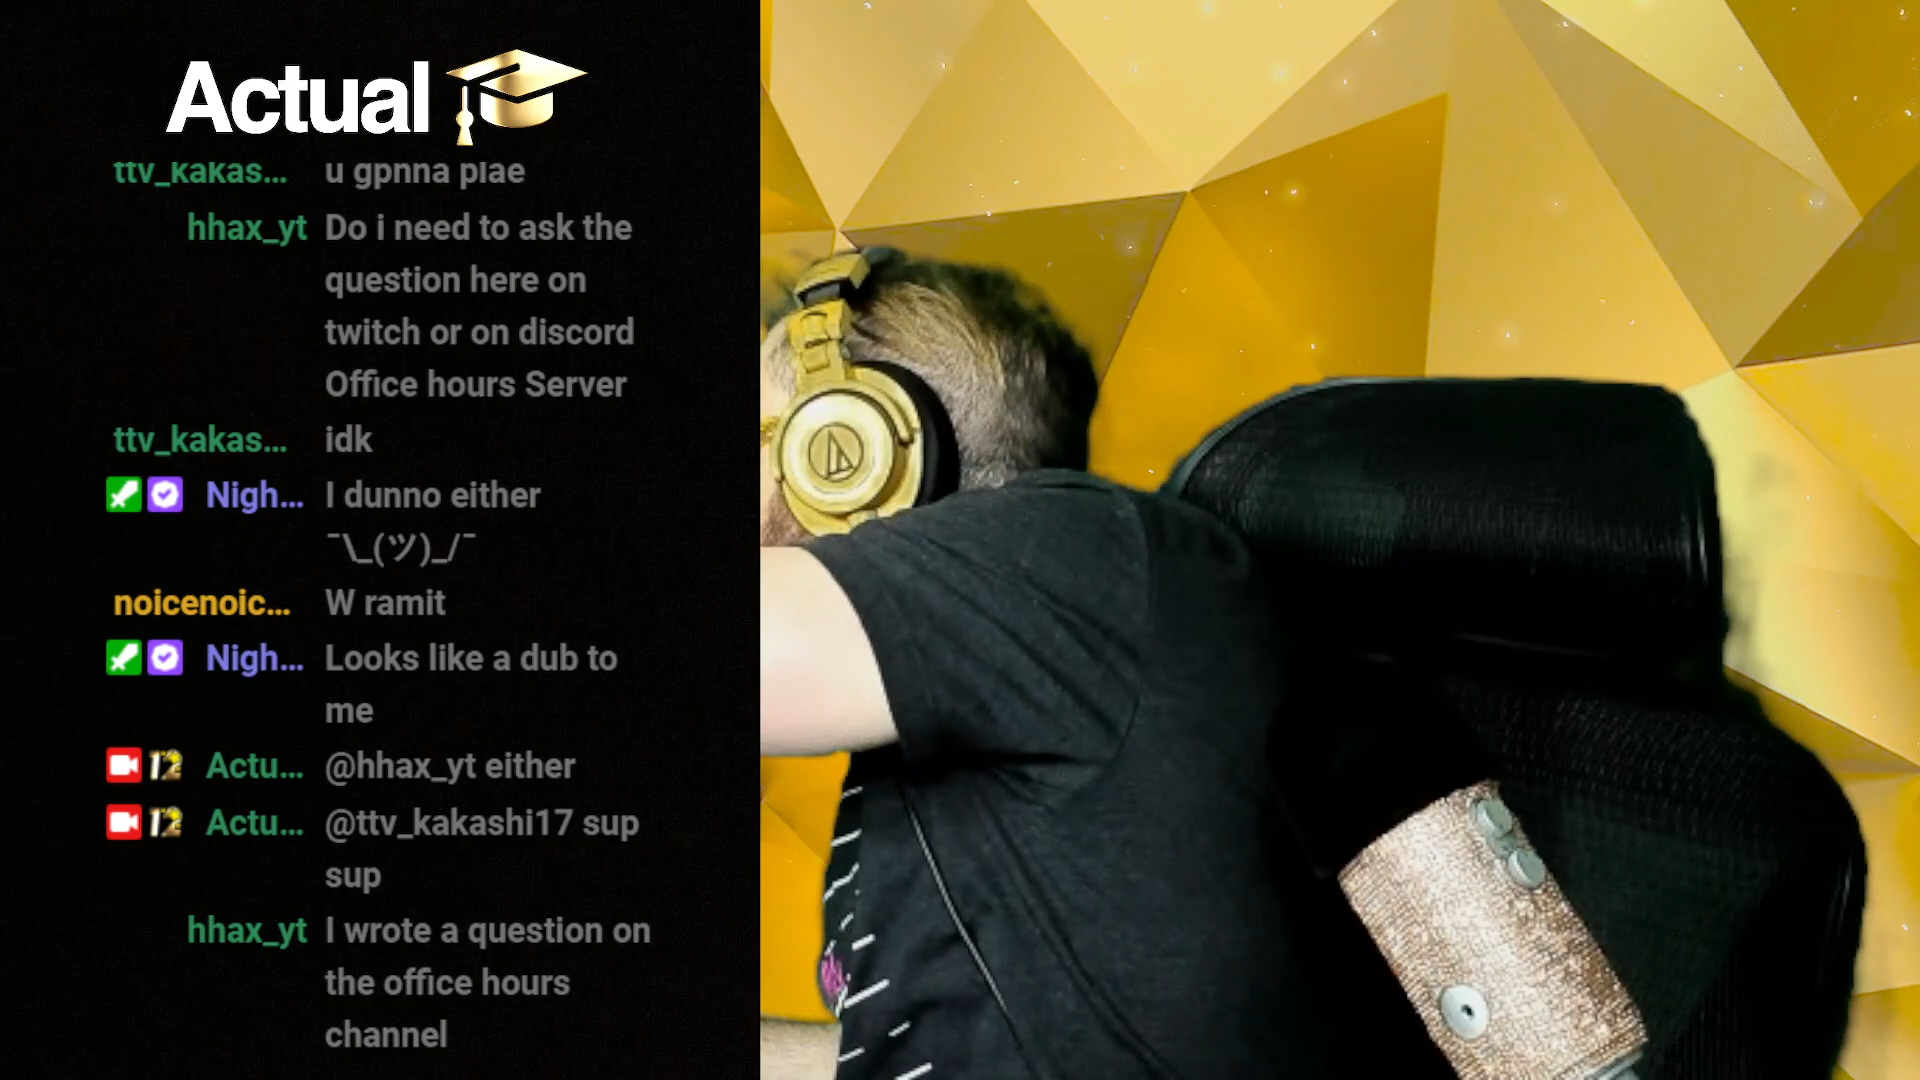 Actual
ttv_kakas... u gpnna plae
hhax_yt Do i need to ask the
question here on
twitch or on discord
Office hours Server
ttv_kakas... idk
Nigh... I dunno either
¯\_(ツ)_/¯
noicenoic... W ramit
Nigh... Looks like a dub to
me
12 Actu... @hhax_yt either
12 Actu... @ttv_kakashi17 sup
sup
hhax_yt I wrote a question on
the office hours
channel